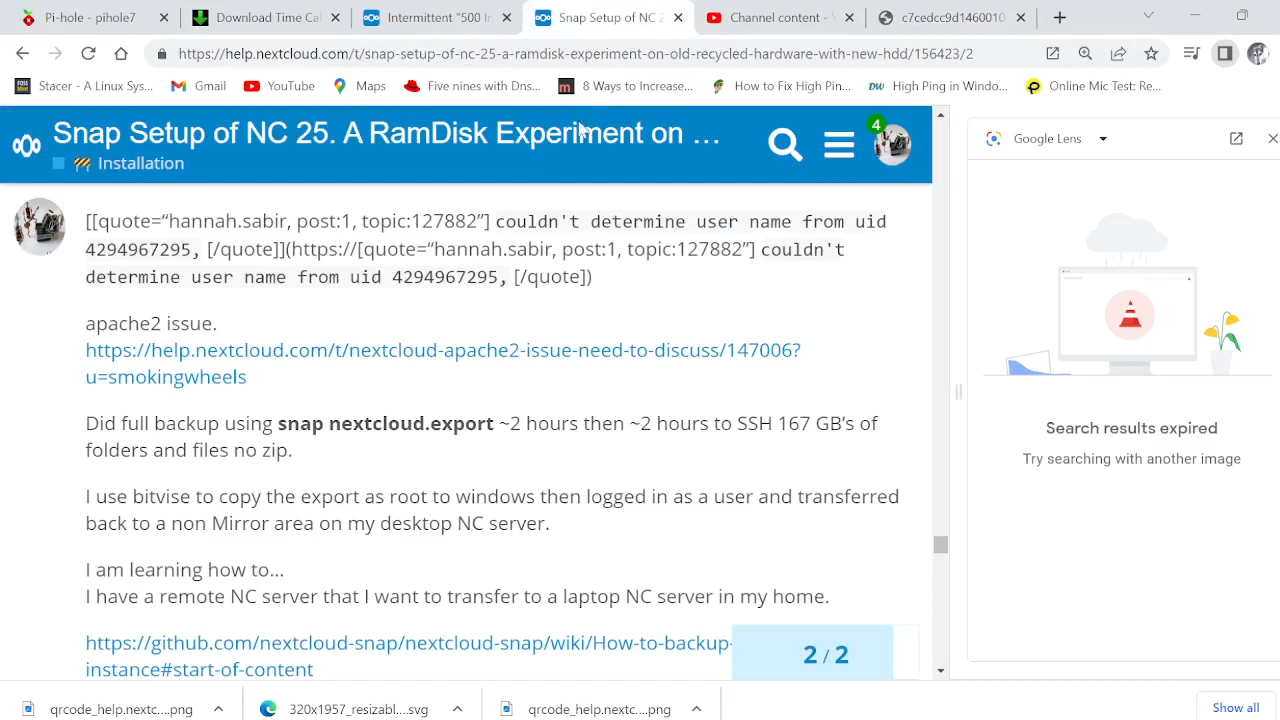 Pi-hole - pihole7
Download Time Cal
Intermittent "500 In
Snap Setup of NC 2
Channel content - Y
c7cedcc9d1460010
https://help.nextcloud.com/t/snap-setup-of-nc-25-a-ramdisk-experiment-on-old-recycled-hardware-with-new-hdd/156423/2
Stacer - A Linux Sys...
Gmail
YouTube
Maps
Five nines with Dns...
8 Ways to Increase...
How to Fix High Pin...
DW High Ping in Windo...
Online Mic Test: Re...
Snap Setup of NC 25. A RamDisk Experiment on ...
Installation
4
Google Lens
[[quote=“hannah.sabir, post:1, topic:127882”] couldn't determine user name from uid
4294967295, [/quote]](https://[quote=“hannah.sabir, post:1, topic:127882”] couldn't
determine user name from uid 4294967295, [/quote])
apache2 issue.
https://help.nextcloud.com/t/nextcloud-apache2-issue-need-to-discuss/147006?
u=smokingwheels
Did full backup using snap nextcloud.export ~2 hours then ~2 hours to SSH 167 GB’s of
folders and files no zip.
I use bitvise to copy the export as root to windows then logged in as a user and transferred
back to a non Mirror area on my desktop NC server.
I am learning how to...
I have a remote NC server that I want to transfer to a laptop NC server in my home.
https://github.com/nextcloud-snap/nextcloud-snap/wiki/How-to-backup-
instance#start-of-content
2 / 2
Search results expired
Try searching with another image
qrcode_help.nextc....png
320x1957_resizabl....svg
qrcode_help.nextc....png
Show all